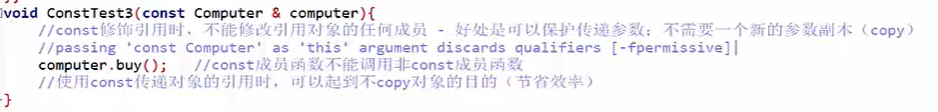 void ConstTest3(const Computer & computer){
//const修饰引用时, 不能修改引用对象的任何成员 - 好处是可以保护传递参数; 不需要一个新的参数副本（copy）
//passing 'const Computer' as 'this' argument discards qualifiers [-fpermissive]
computer.buy(); //const成员函数不能调用非const成员函数
//使用const传递对象的引用时, 可以起到不copy对象的目的（节省效率）
}